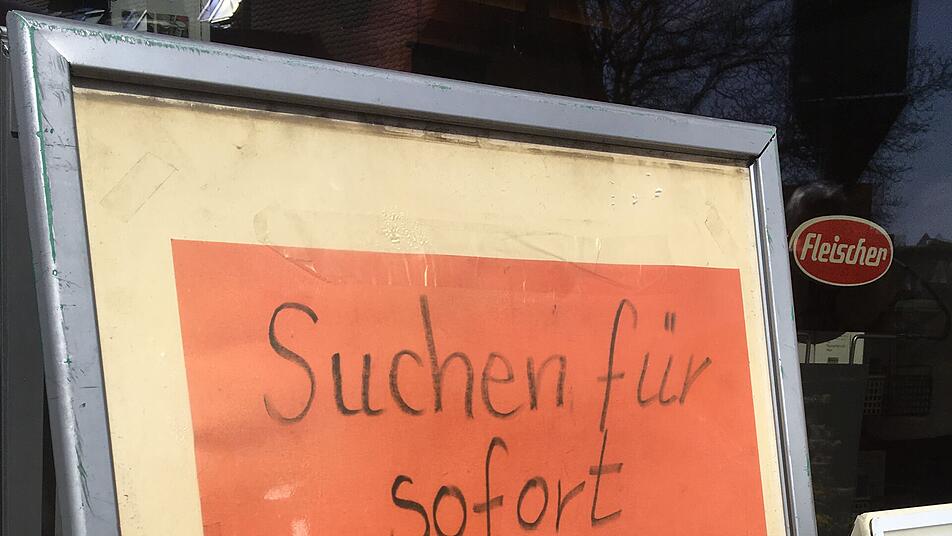 Suchen für
sofort
Fleischer